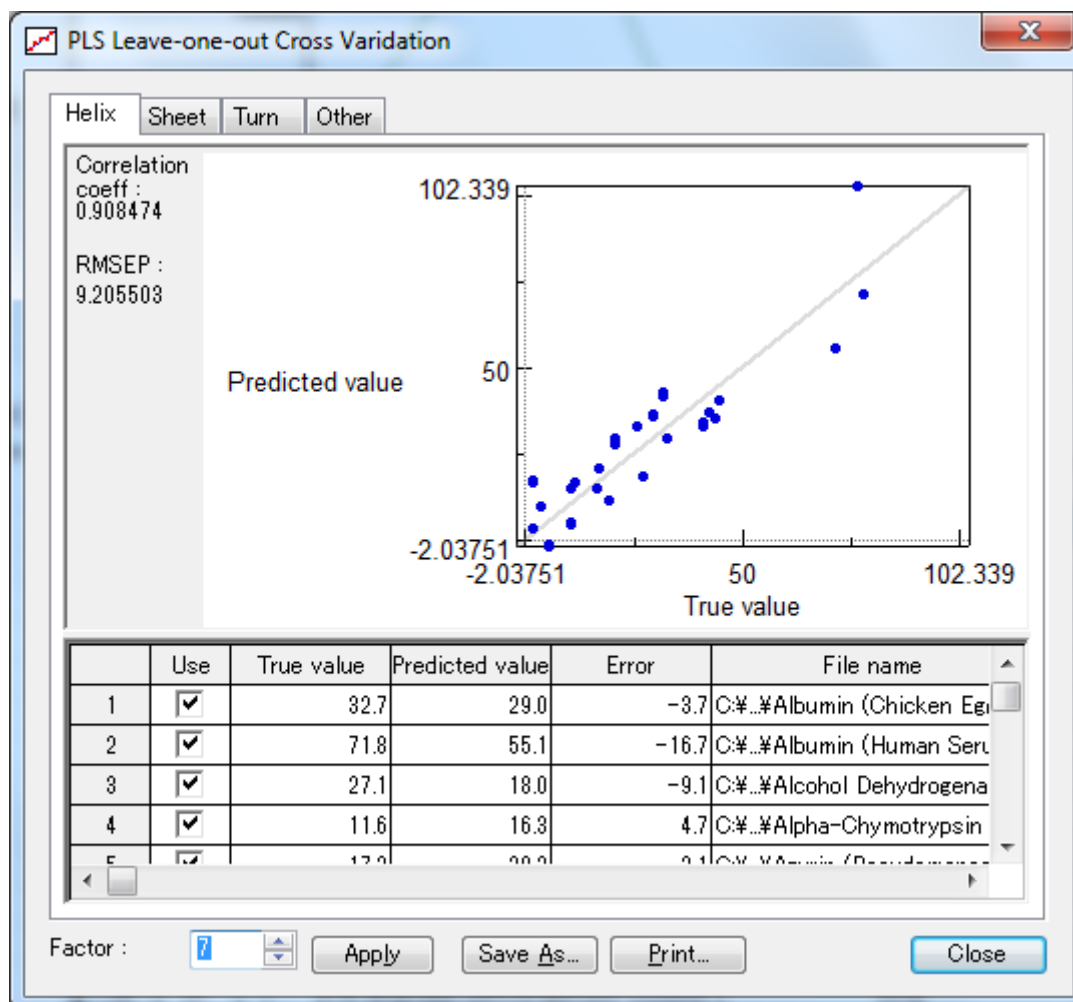 PLS Leave-one-out Cross Varidation
X
Helix Sheet Turn Other
Correlation
coeff :
0.908474
RMSEP :
9.205503
102.339
Predicted value
50
-2.03751
-2.03751 50 102.339
True value
Use True value Predicted value Error File name
1 32.7 29.0 -3.7 C:¥...¥Albumin (Chicken Eg
2 71.8 55.1 -16.7 C:¥...¥Albumin (Human Seru
3 27.1 18.0 -9.1 C:¥...¥Alcohol Dehydrogena
4 11.6 16.3 4.7 C:¥...¥Alpha-Chymotrypsin
Factor : 7 Apply Save As... Print... Close